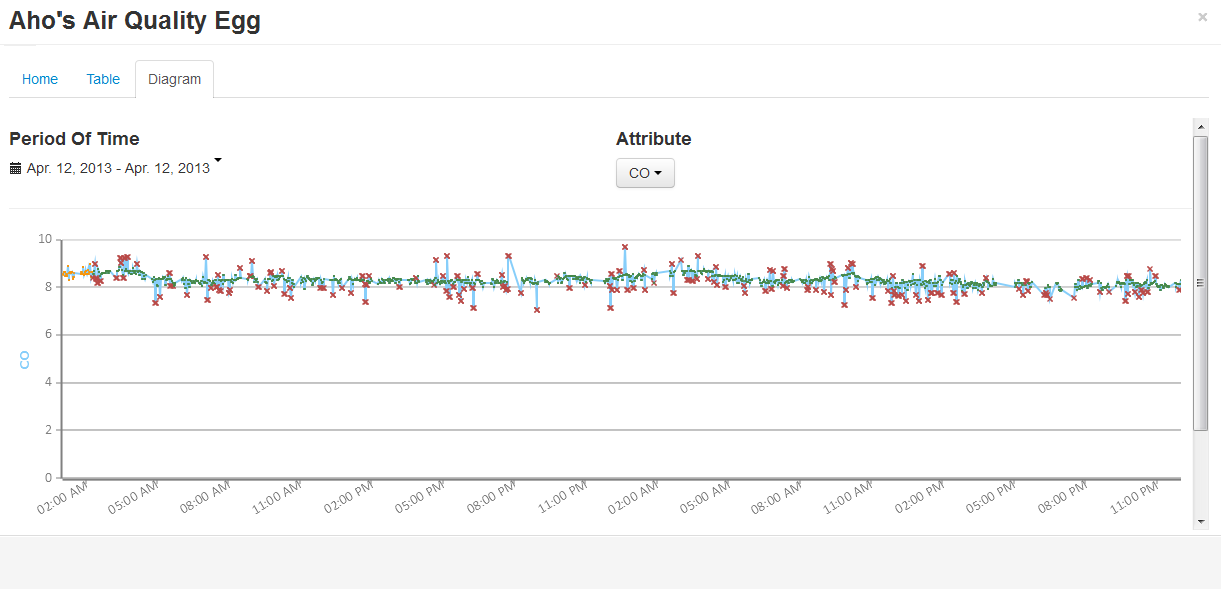 Aho's Air Quality Egg
×
Home Table Diagram
Period Of Time
Apr. 12, 2013 - Apr. 12, 2013
Attribute
CO
10
8
6
4
2
0
CO
02:00 AM 05:00 AM 08:00 AM 11:00 AM 02:00 PM 05:00 PM 08:00 PM 11:00 PM 02:00 AM 05:00 AM 08:00 AM 11:00 AM 02:00 PM 05:00 PM 08:00 PM 11:00 PM